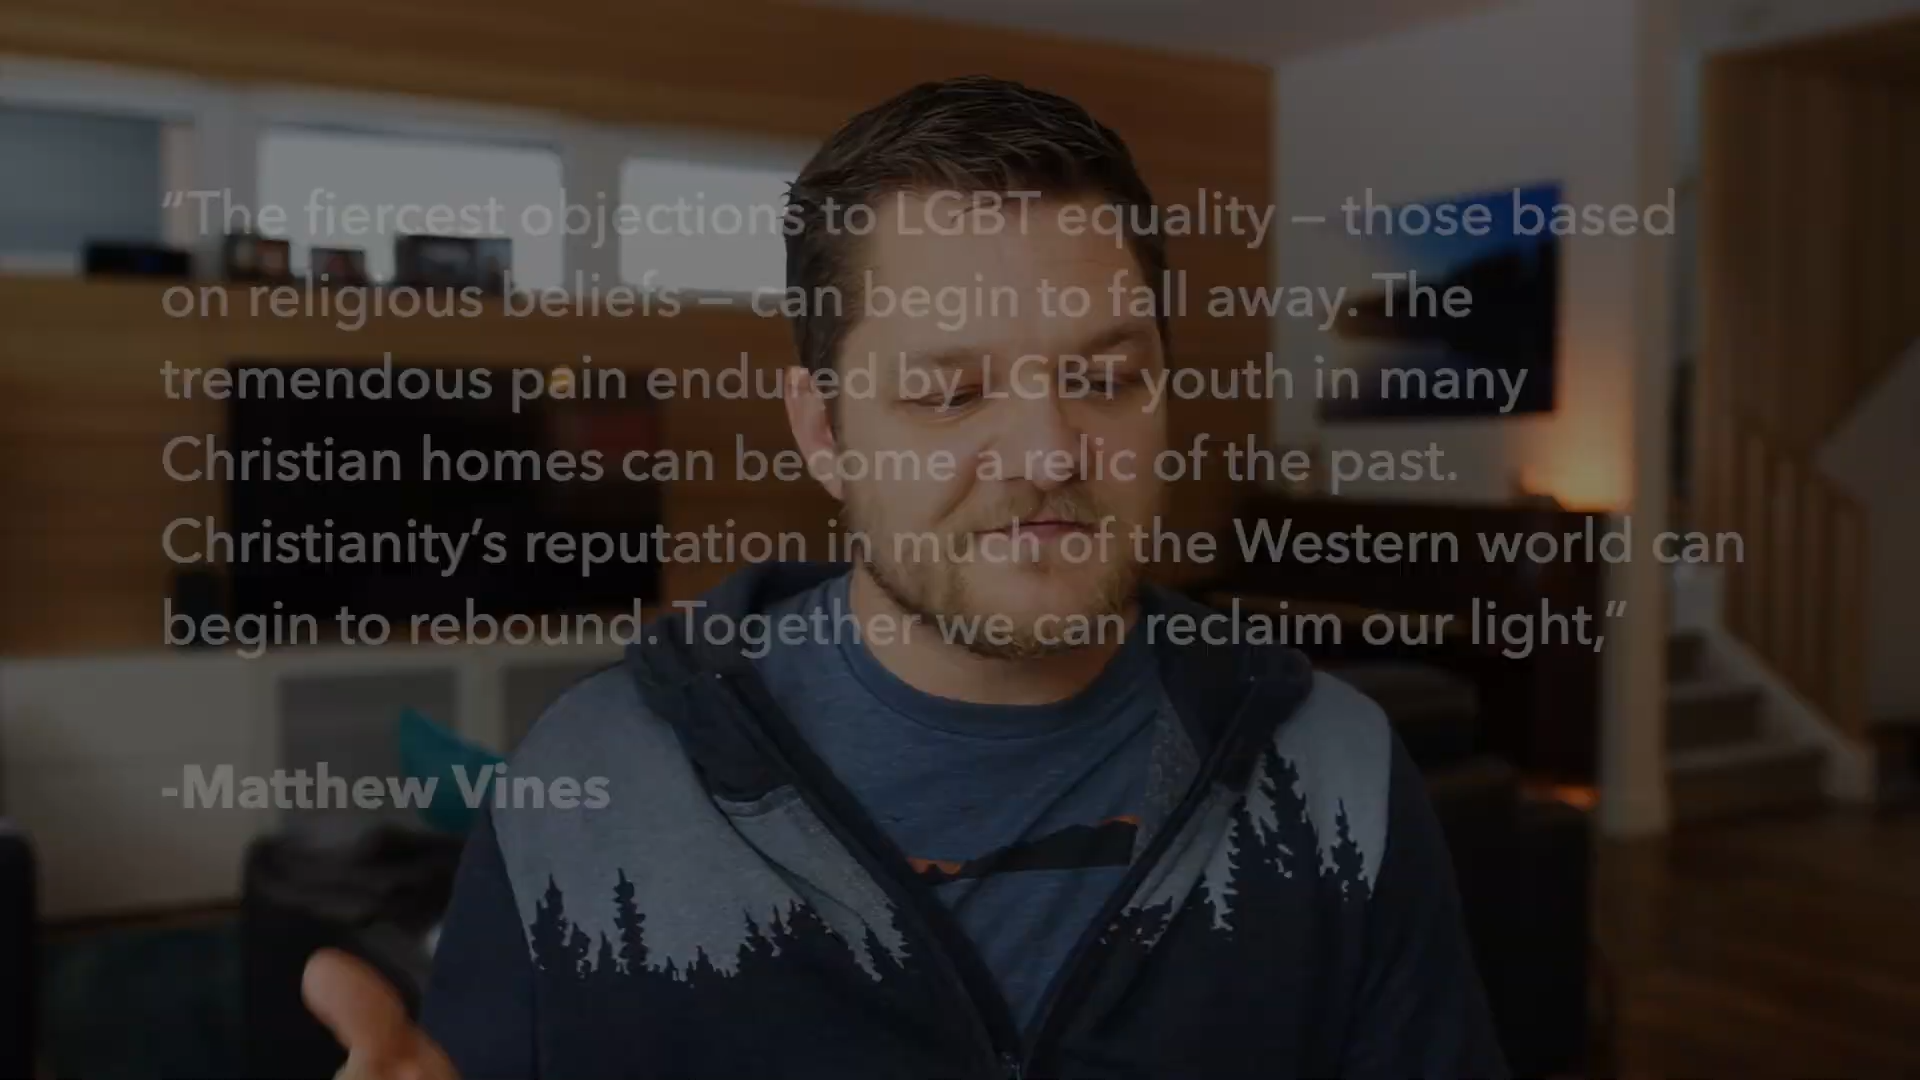 “The fiercest objections to LGBT equality – those based
on religious beliefs – can begin to fall away. The
tremendous pain endured by LGBT youth in many
Christian homes can become a relic of the past.
Christianity’s reputation in much of the Western world can
begin to rebound. Together we can reclaim our light,“
-Matthew Vines